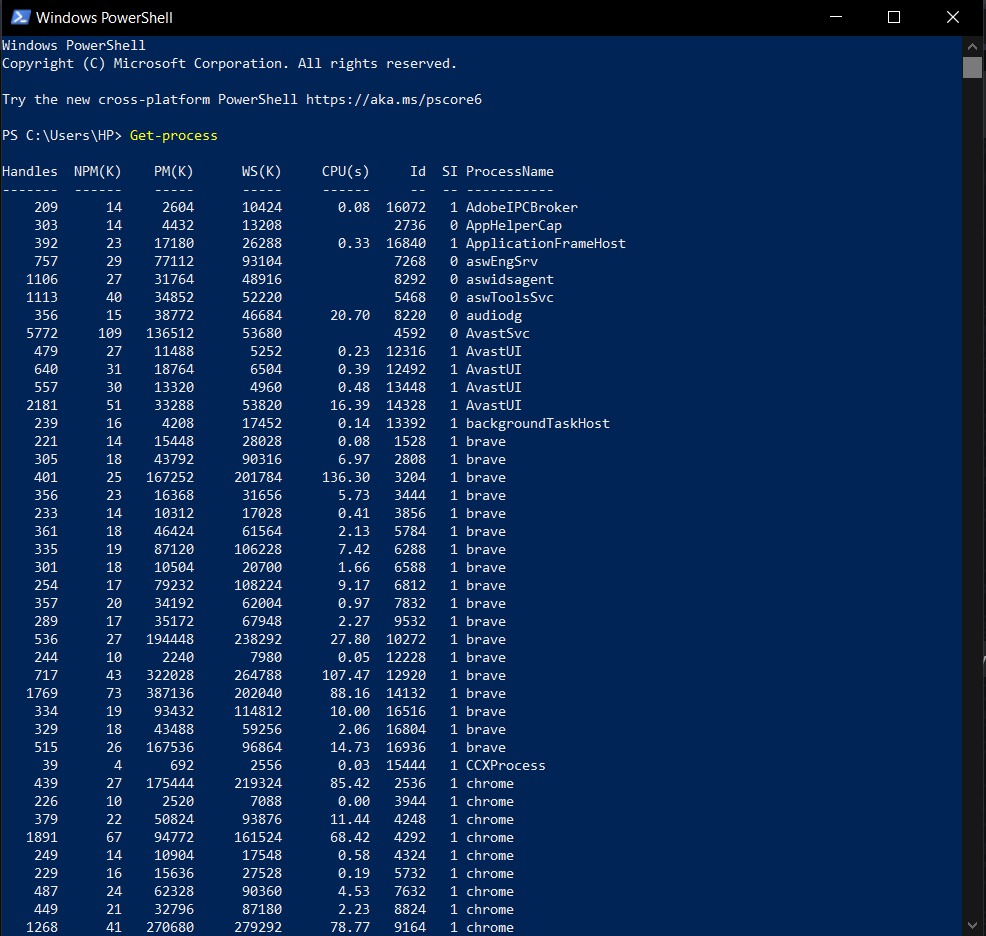 Windows PowerShell
Windows PowerShell
Copyright (C) Microsoft Corporation. All rights reserved.
Try the new cross-platform PowerShell https://aka.ms/pscore6
PS C:\Users\HP> Get-process
Handles  NPM(K)    PM(K)      WS(K)     CPU(s)     Id  SI ProcessName
-------  ------    -----      -----     ------     --  -- -----------
    209      14     2604      10424       0.08  16072   1 AdobeIPCBroker
    303      14     4432      13208               2736   0 AppHelperCap
    392      23    17180      26288       0.33  16840   1 ApplicationFrameHost
    757      29    77112      93104               7268   0 aswEngSrv
   1106      27    31764      48916               8292   0 aswidsagent
   1113      40    34852      52220               5468   0 aswToolsSvc
    356      15    38772      46684      20.70   8220   0 audiodg
   5772     109   136512      53680               4592   0 AvastSvc
    479      27    11488       5252       0.23  12316   1 AvastUI
    640      31    18764       6504       0.39  12492   1 AvastUI
    557      30    13320       4960       0.48  13448   1 AvastUI
   2181      51    33288      53820      16.39  14328   1 AvastUI
    239      16     4208      17452       0.14  13392   1 backgroundTaskHost
    221      14    15448      28028       0.08   1528   1 brave
    305      18    43792      90316       6.97   2808   1 brave
    401      25   167252     201784     136.30   3204   1 brave
    356      23    16368      31656       5.73   3444   1 brave
    233      14    10312      17028       0.41   3856   1 brave
    361      18    46424      61564       2.13   5784   1 brave
    335      19    87120     106228       7.42   6288   1 brave
    301      18    10504      20700       1.66   6588   1 brave
    254      17    79232     108224       9.17   6812   1 brave
    357      20    34192      62004       0.97   7832   1 brave
    289      17    35172      67948       2.27   9532   1 brave
    536      27   194448     238292      27.80  10272   1 brave
    244      10     2240       7980       0.05  12228   1 brave
    717      43   322028     264788     107.47  12920   1 brave
   1769      73   387136     202040      88.16  14132   1 brave
    334      19    93432     114812      10.00  16516   1 brave
    329      18    43488      59256       2.06  16804   1 brave
    515      26   167536      96864      14.73  16936   1 brave
     39       4      692       2556       0.03  15444   1 CCXProcess
    439      27   175444     219324      85.42   2536   1 chrome
    226      10     2520       7088       0.00   3944   1 chrome
    379      22    50824      93876      11.44   4248   1 chrome
   1891      67    94772     161524      68.42   4292   1 chrome
    249      14    10904      17548       0.58   4324   1 chrome
    229      16    15636      27528       0.19   5732   1 chrome
    487      24    62328      90360       4.53   7632   1 chrome
    449      21    32796      87180       2.23   8824   1 chrome
   1268      41   270680     279292      78.77   9164   1 chrome